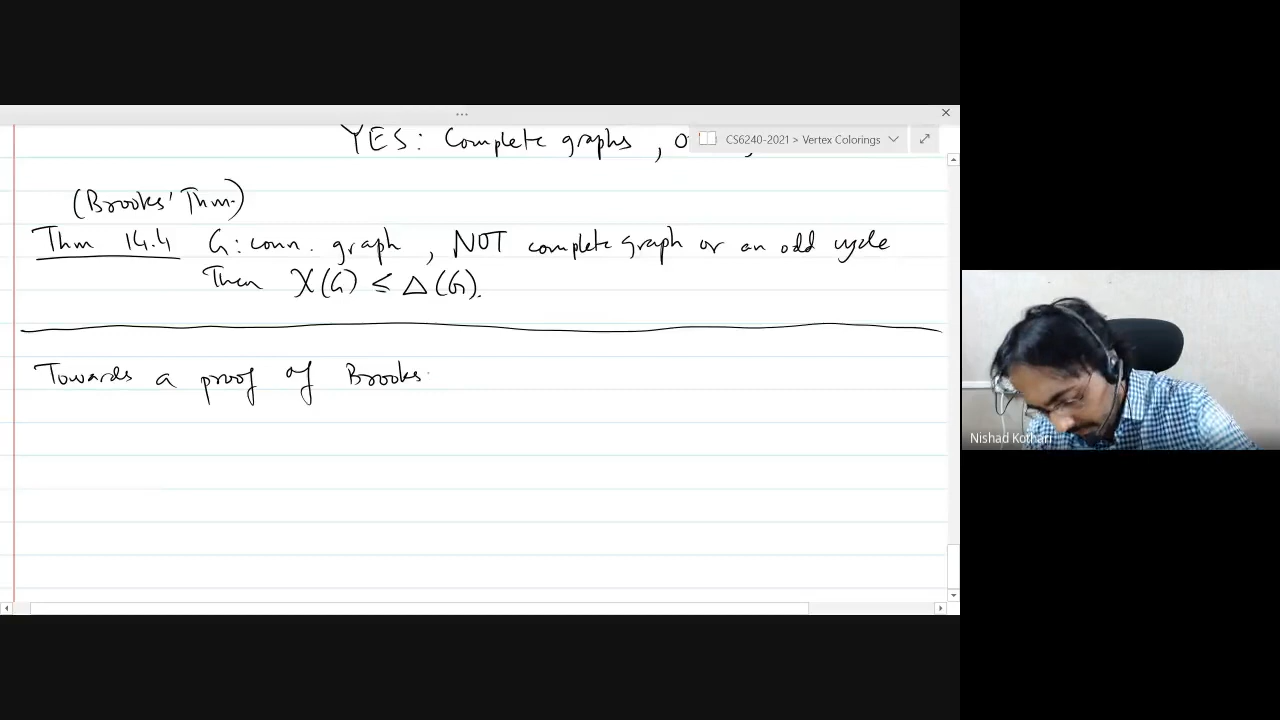 YES: Complete graphs,
CS6240-2021 > Vertex Colorings
(Brooks' Thm.)
Thm 14.4 G: conn. graph, NOT complete graph or an odd cycle
Then χ(G) ≤ Δ(G).
Towards a proof of Brooks
Nishad Kothari